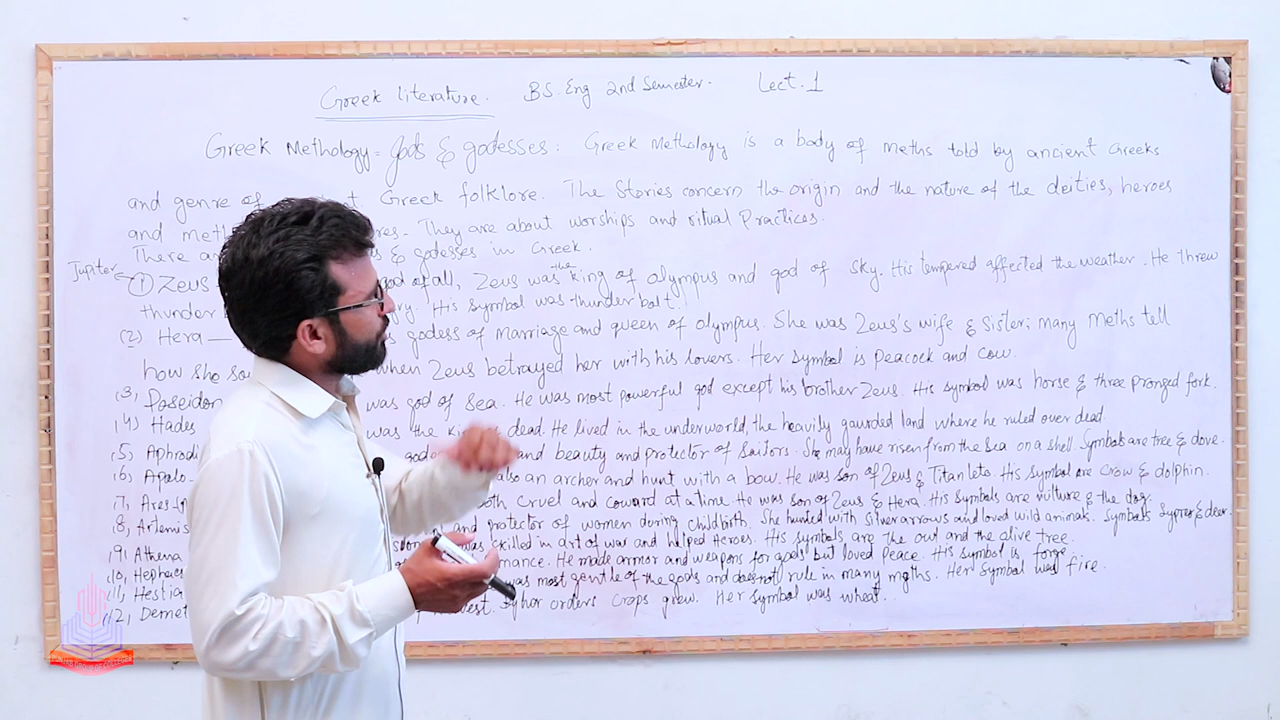 Greek Literature. BS. Eng 2nd Semester. Lect. 1
Greek Methology = gods & godesses: Greek Methology is a body of meths told by ancient Greeks
and genre of Greek folklore. The Stories concern the origin and the nature of the deities, heroes
and They are about worships and ritual Practices.
There & godesses in Greek.
Jupiter
(1) Zeus god of all, Zeus was the king of olympus and god of sky. His tempered affected the weather. He threw
thunder His symbol was thunder bolt.
(2) Hera — godess of Marriage and queen of olympus. She was Zeus's wife & Sister; many Meths tell
how she when Zeus betrayed her with his lovers. Her symbol is Peacock and cow.
(3) Poseidon was god of sea. He was most powerful god except his brother Zeus. His symbol was horse & three pronged fork.
(4) Hades was the dead. He lived in the underworld, the heavily gaurded land where he ruled over dead.
(5) and beauty and protector of sailors. She may have risen from the sea on a shell. Symbols are tree & dove.
(6) Apalo- also an archer and hunt with a bow. He was son of Zeus & Titan leto. His symbol are crow & dolphin.
(7) Ares both cruel and coward at a time. He was son of Zeus & Hera. His symbols are vulture & the dog.
(8) Artemis and protector of women during childbirth. She hunted with silver arrows and loved wild animals. Symbols & deer.
(9) Athena was skilled in art of war and helped Heroes. His symbols are the owl and the olive tree.
(10) He made armor and weapons for gods but loved peace. His symbol is forge.
(11) Hestia was most gentle of the gods and does not rule in many myths. Her symbol was fire.
(12) orders Crops grew. Her symbol was wheat.